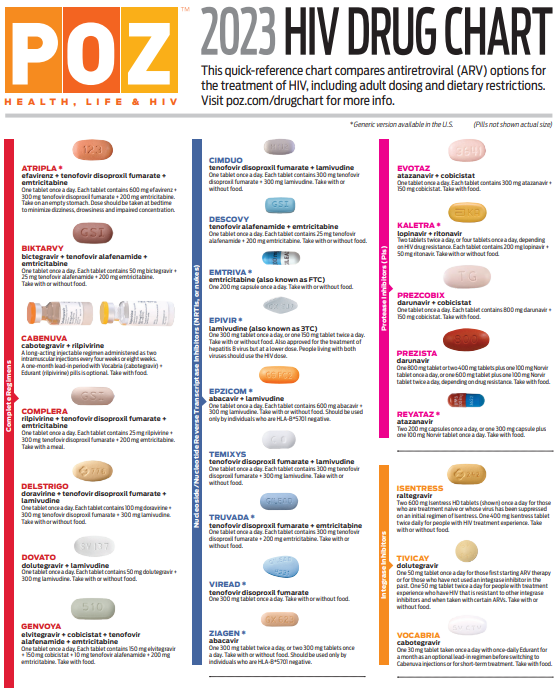 POZ™
HEALTH, LIFE & HIV
2023 HIV DRUG CHART
This quick-reference chart compares antiretroviral (ARV) options for
the treatment of HIV, including adult dosing and dietary restrictions.
Visit poz.com/drugchart for more info.
*Generic version available in the U.S. (Pills not shown actual size)
Complete Regimens
ATRIPLA *
efavirenz + tenofovir disoproxil fumarate +
emtricitabine
One tablet once a day. Each tablet contains 600 mg efavirenz +
300 mg tenofovir disoproxil fumarate + 200 mg emtricitabine.
Take on an empty stomach. Dose should be taken at bedtime
to minimize dizziness, drowsiness and impaired concentration.
GSI
BIKTARVY
bictegravir + tenofovir alafenamide +
emtricitabine
One tablet once a day. Each tablet contains 50 mg bictegravir +
25 mg tenofovir alafenamide + 200 mg emtricitabine.
Take with or without food.
CABENUVA
cabotegravir + rilpivirine
A long-acting injectable regimen administered as two
intramuscular injections every four weeks or eight weeks.
A one-month lead-in period with Vocabria (cabotegravir) +
Edurant (rilpivirine) pills is optional. Take with food.
GSI
COMPLERA
rilpivirine + tenofovir disoproxil fumarate +
emtricitabine
One tablet once a day. Each tablet contains 25 mg rilpivirine +
300 mg tenofovir disoproxil fumarate + 200 mg emtricitabine.
Take with a meal.
DELSTRIGO
doravirine + tenofovir disoproxil fumarate +
lamivudine
One tablet once a day. Each tablet contains 100 mg doravirine +
300 mg tenofovir disoproxil fumarate + 300 mg lamivudine.
Take with or without food.
DOVATO
dolutegravir + lamivudine
One tablet once a day. Each tablet contains 50 mg dolutegravir +
300 mg lamivudine. Take with or without food.
GENVOYA
elvitegravir + cobicistat + tenofovir
alafenamide + emtricitabine
One tablet once a day. Each tablet contains 150 mg elvitegravir
+ 150 mg cobicistat + 10 mg tenofovir alafenamide + 200 mg
emtricitabine. Take with food.
Nucleoside/Nucleotide Reverse Transcriptase Inhibitors (NRTIs, or nukes)
CIMDUO
tenofovir disoproxil fumarate + lamivudine
One tablet once a day. Each tablet contains 300 mg tenofovir
disoproxil fumarate + 300 mg lamivudine. Take with or
without food.
GSI
DESCOVY
tenofovir alafenamide + emtricitabine
One tablet once a day. Each tablet contains 25 mg tenofovir
alafenamide + 200 mg emtricitabine. Take with or without food.
EMTRIVA *
emtricitabine (also known as FTC)
One 200 mg capsule once a day. Take with or without food.
EPIVIR *
lamivudine (also known as 3TC)
One 300 mg tablet once a day, or one 150 mg tablet twice a day.
Take with or without food. Also approved for the treatment of
hepatitis B virus but at a lower dose. People living with both
viruses should use the HIV dose.
EPZICOM *
abacavir + lamivudine
One tablet once a day. Each tablet contains 600 mg abacavir +
300 mg lamivudine. Take with or without food. Should be used
only by individuals who are HLA-B*5701 negative.
TEMIXYS
tenofovir disoproxil fumarate + lamivudine
One tablet once a day. Each tablet contains 300 mg tenofovir
disoproxil fumarate + 300 mg lamivudine. Take with or
without food.
TRUVADA *
tenofovir disoproxil fumarate + emtricitabine
One tablet once a day. Each tablet contains 300 mg tenofovir
disoproxil fumarate + 200 mg emtricitabine. Take with or
without food.
VIREAD *
tenofovir disoproxil fumarate
One 300 mg tablet once a day. Take with or without food.
ZIAGEN *
abacavir
One 300 mg tablet twice a day, or two 300 mg tablets once
a day. Take with or without food. Should be used only by
individuals who are HLA-B*5701 negative.
Protease Inhibitors (PIs)
EVOTAZ
atazanavir + cobicistat
One tablet once a day. Each tablet contains 300 mg atazanavir +
150 mg cobicistat. Take with food.
KALETRA *
lopinavir + ritonavir
Two tablets twice a day, or four tablets once a day, depending
on HIV drug resistance. Each tablet contains 200 mg lopinavir +
50 mg ritonavir. Take with or without food.
TG
PREZCOBIX
darunavir + cobicistat
One tablet once a day. Each tablet contains 800 mg darunavir +
150 mg cobicistat. Take with food.
PREZISTA
darunavir
One 800 mg tablet or two 400 mg tablets plus one 100 mg Norvir
tablet once a day, or one 600 mg tablet plus one 100 mg Norvir
tablet twice a day, depending on drug resistance. Take with food.
REYATAZ *
atazanavir
Two 200 mg capsules once a day, or one 300 mg capsule plus
one 100 mg Norvir tablet once a day. Take with food.
Integrase Inhibitors
ISENTRESS
raltegravir
Two 600 mg Isentress HD tablets (shown) once a day for those
who are treatment naive or whose virus has been suppressed
on an initial regimen of Isentress. One 400 mg Isentress tablet
twice daily for people with HIV treatment experience. Take
with or without food.
TIVICAY
dolutegravir
One 50 mg tablet once a day for those first starting ARV therapy
or for those who have not used an integrase inhibitor in the
past. One 50 mg tablet twice a day for people with treatment
experience who have HIV that is resistant to other integrase
inhibitors and when taken with certain ARVs. Take with or
without food.
VOCABRIA
cabotegravir
One 30 mg tablet taken once a day with once-daily Edurant for
a month as an optional lead-in regimen before switching to
Cabenuva injections or for short-term treatment. Take with food.